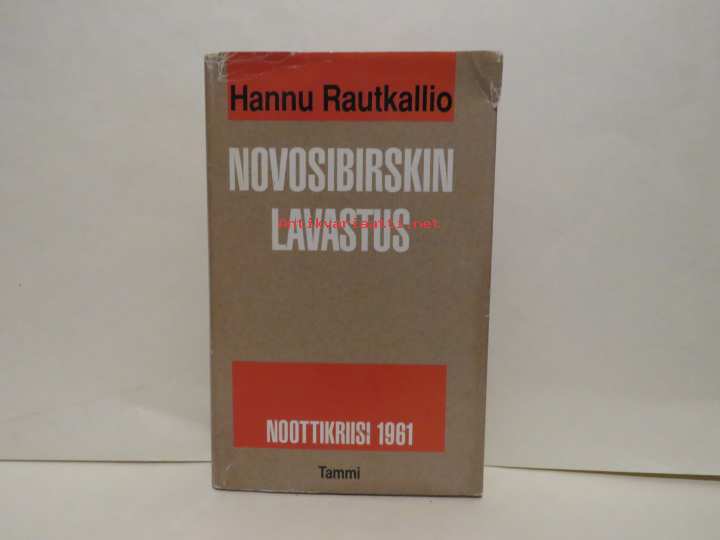 Hannu Rautkallio
NOVOSIBIRSKIN
LAVASTUS
Antikvariaatti.net
NOOTTIKRIISI 1961
Tammi